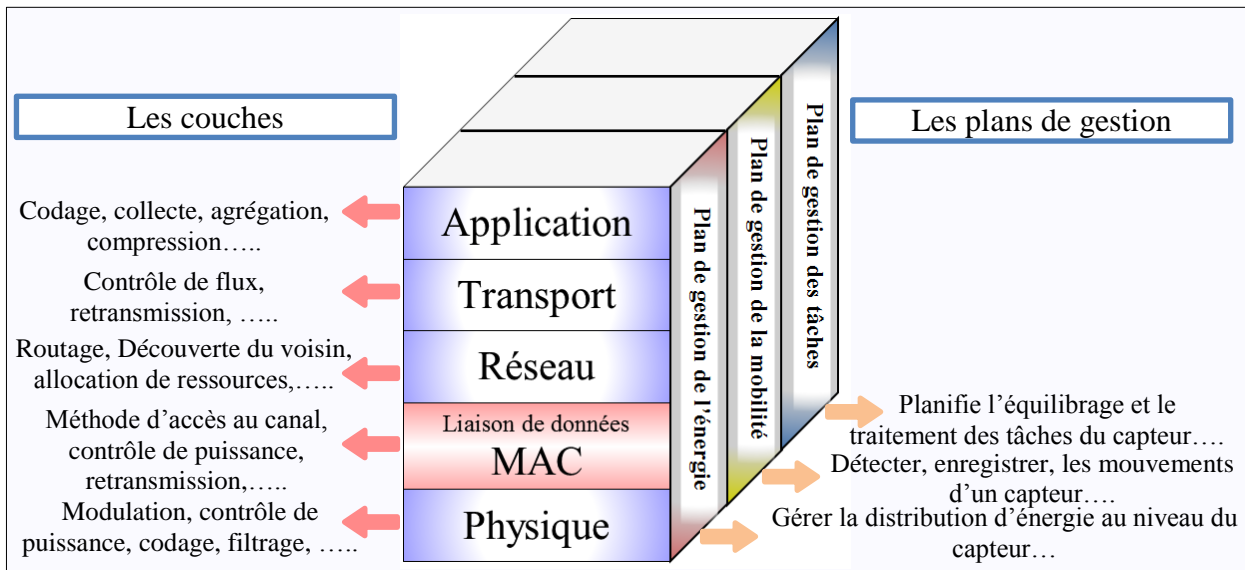 Les couches
Codage, collecte, agrégation,
compression…..
Contrôle de flux,
retransmission, …..
Routage, Découverte du voisin,
allocation de ressources,…..
Méthode d’accès au canal,
contrôle de puissance,
retransmission,…..
Modulation, contrôle de
puissance, codage, filtrage, …..
Application
Transport
Réseau
Liaison de données
MAC
Physique
Plan de gestion de l’énergie
Plan de gestion de la mobilité
Plan de gestion des tâches
Les plans de gestion
Planifie l’équilibrage et le
traitement des tâches du capteur….
Détecter, enregistrer, les mouvements
d’un capteur….
Gérer la distribution d’énergie au niveau du
capteur…